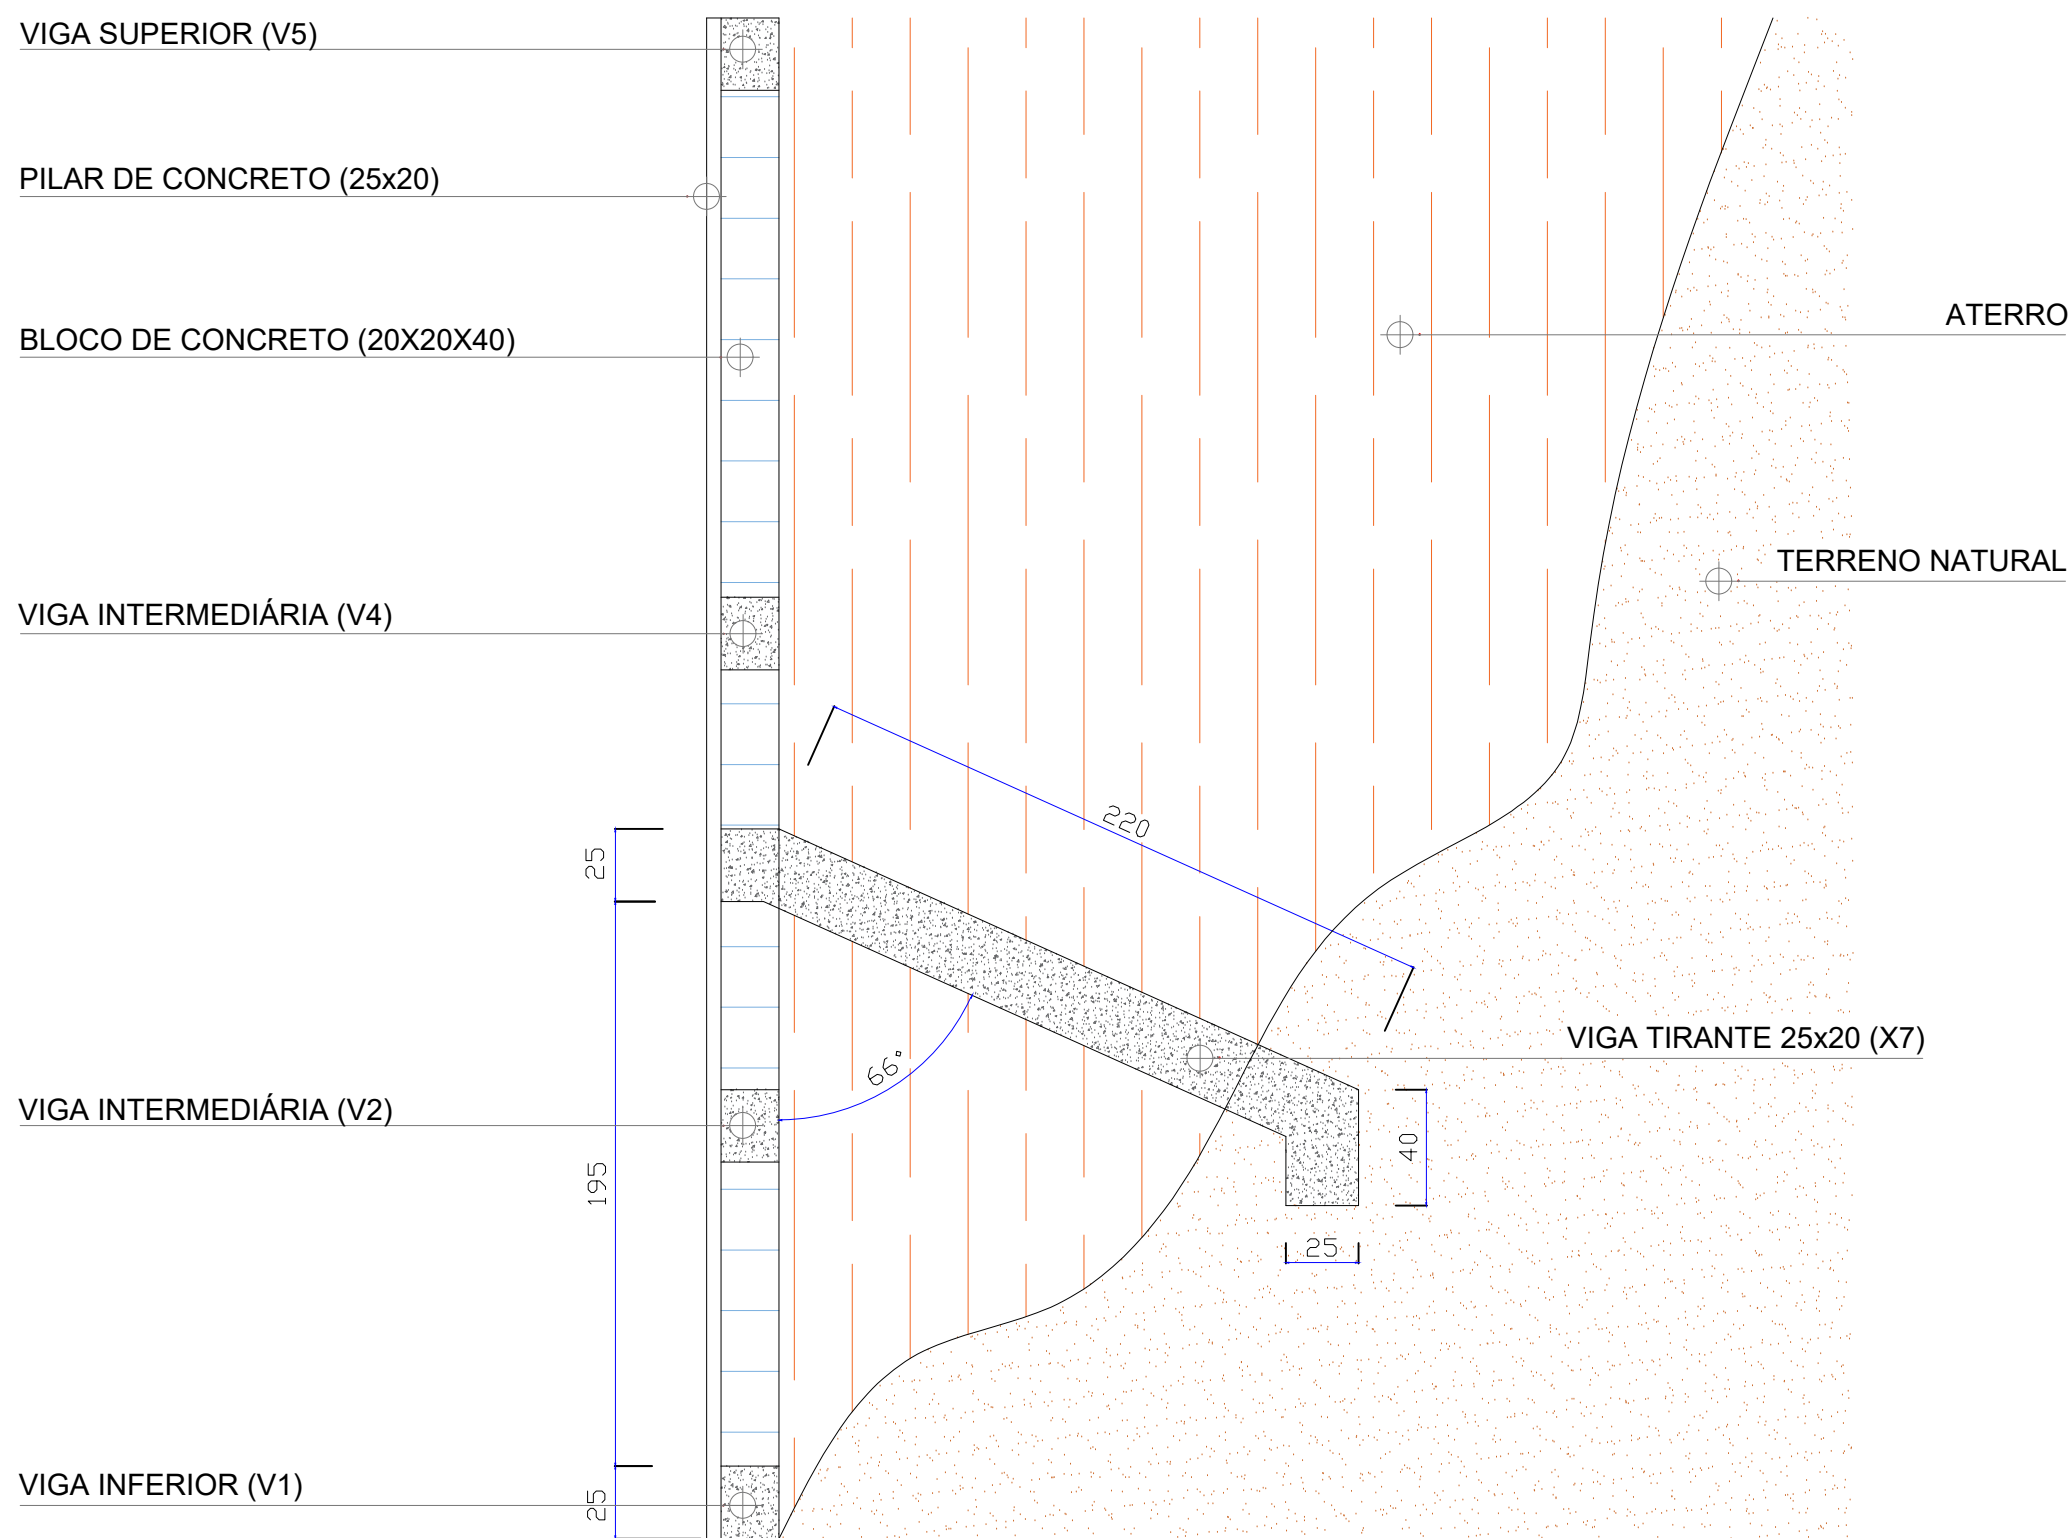 VIGA SUPERIOR (V5)
PILAR DE CONCRETO (25x20)
ATERRO
BLOCO DE CONCRETO (20X20X40)
TERRENO NATURAL
VIGA INTERMEDIÁRIA (V4)
220
25
VIGA TIRANTE 25x20 (X7)
66°
VIGA INTERMEDIÁRIA (V2)
40
195
25
VIGA INFERIOR (V1)
25